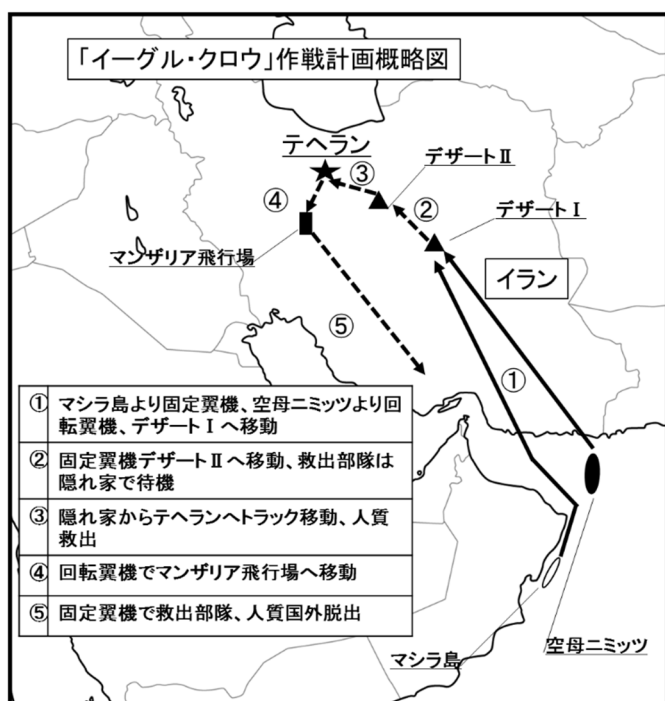 「イーグル・クロウ」作戦計画概略図
テヘラン
デザートⅡ
③
④
②
デザートⅠ
マンザリア飛行場
イラン
⑤
①
① マシラ島より固定翼機、空母ニミッツより回
転翼機、デザートⅠへ移動
② 固定翼機デザートⅡへ移動、救出部隊は
隠れ家で待機
③ 隠れ家からテヘランへトラック移動、人質
救出
④ 回転翼機でマンザリア飛行場へ移動
⑤ 固定翼機で救出部隊、人質国外脱出
空母ニミッツ
マシラ島